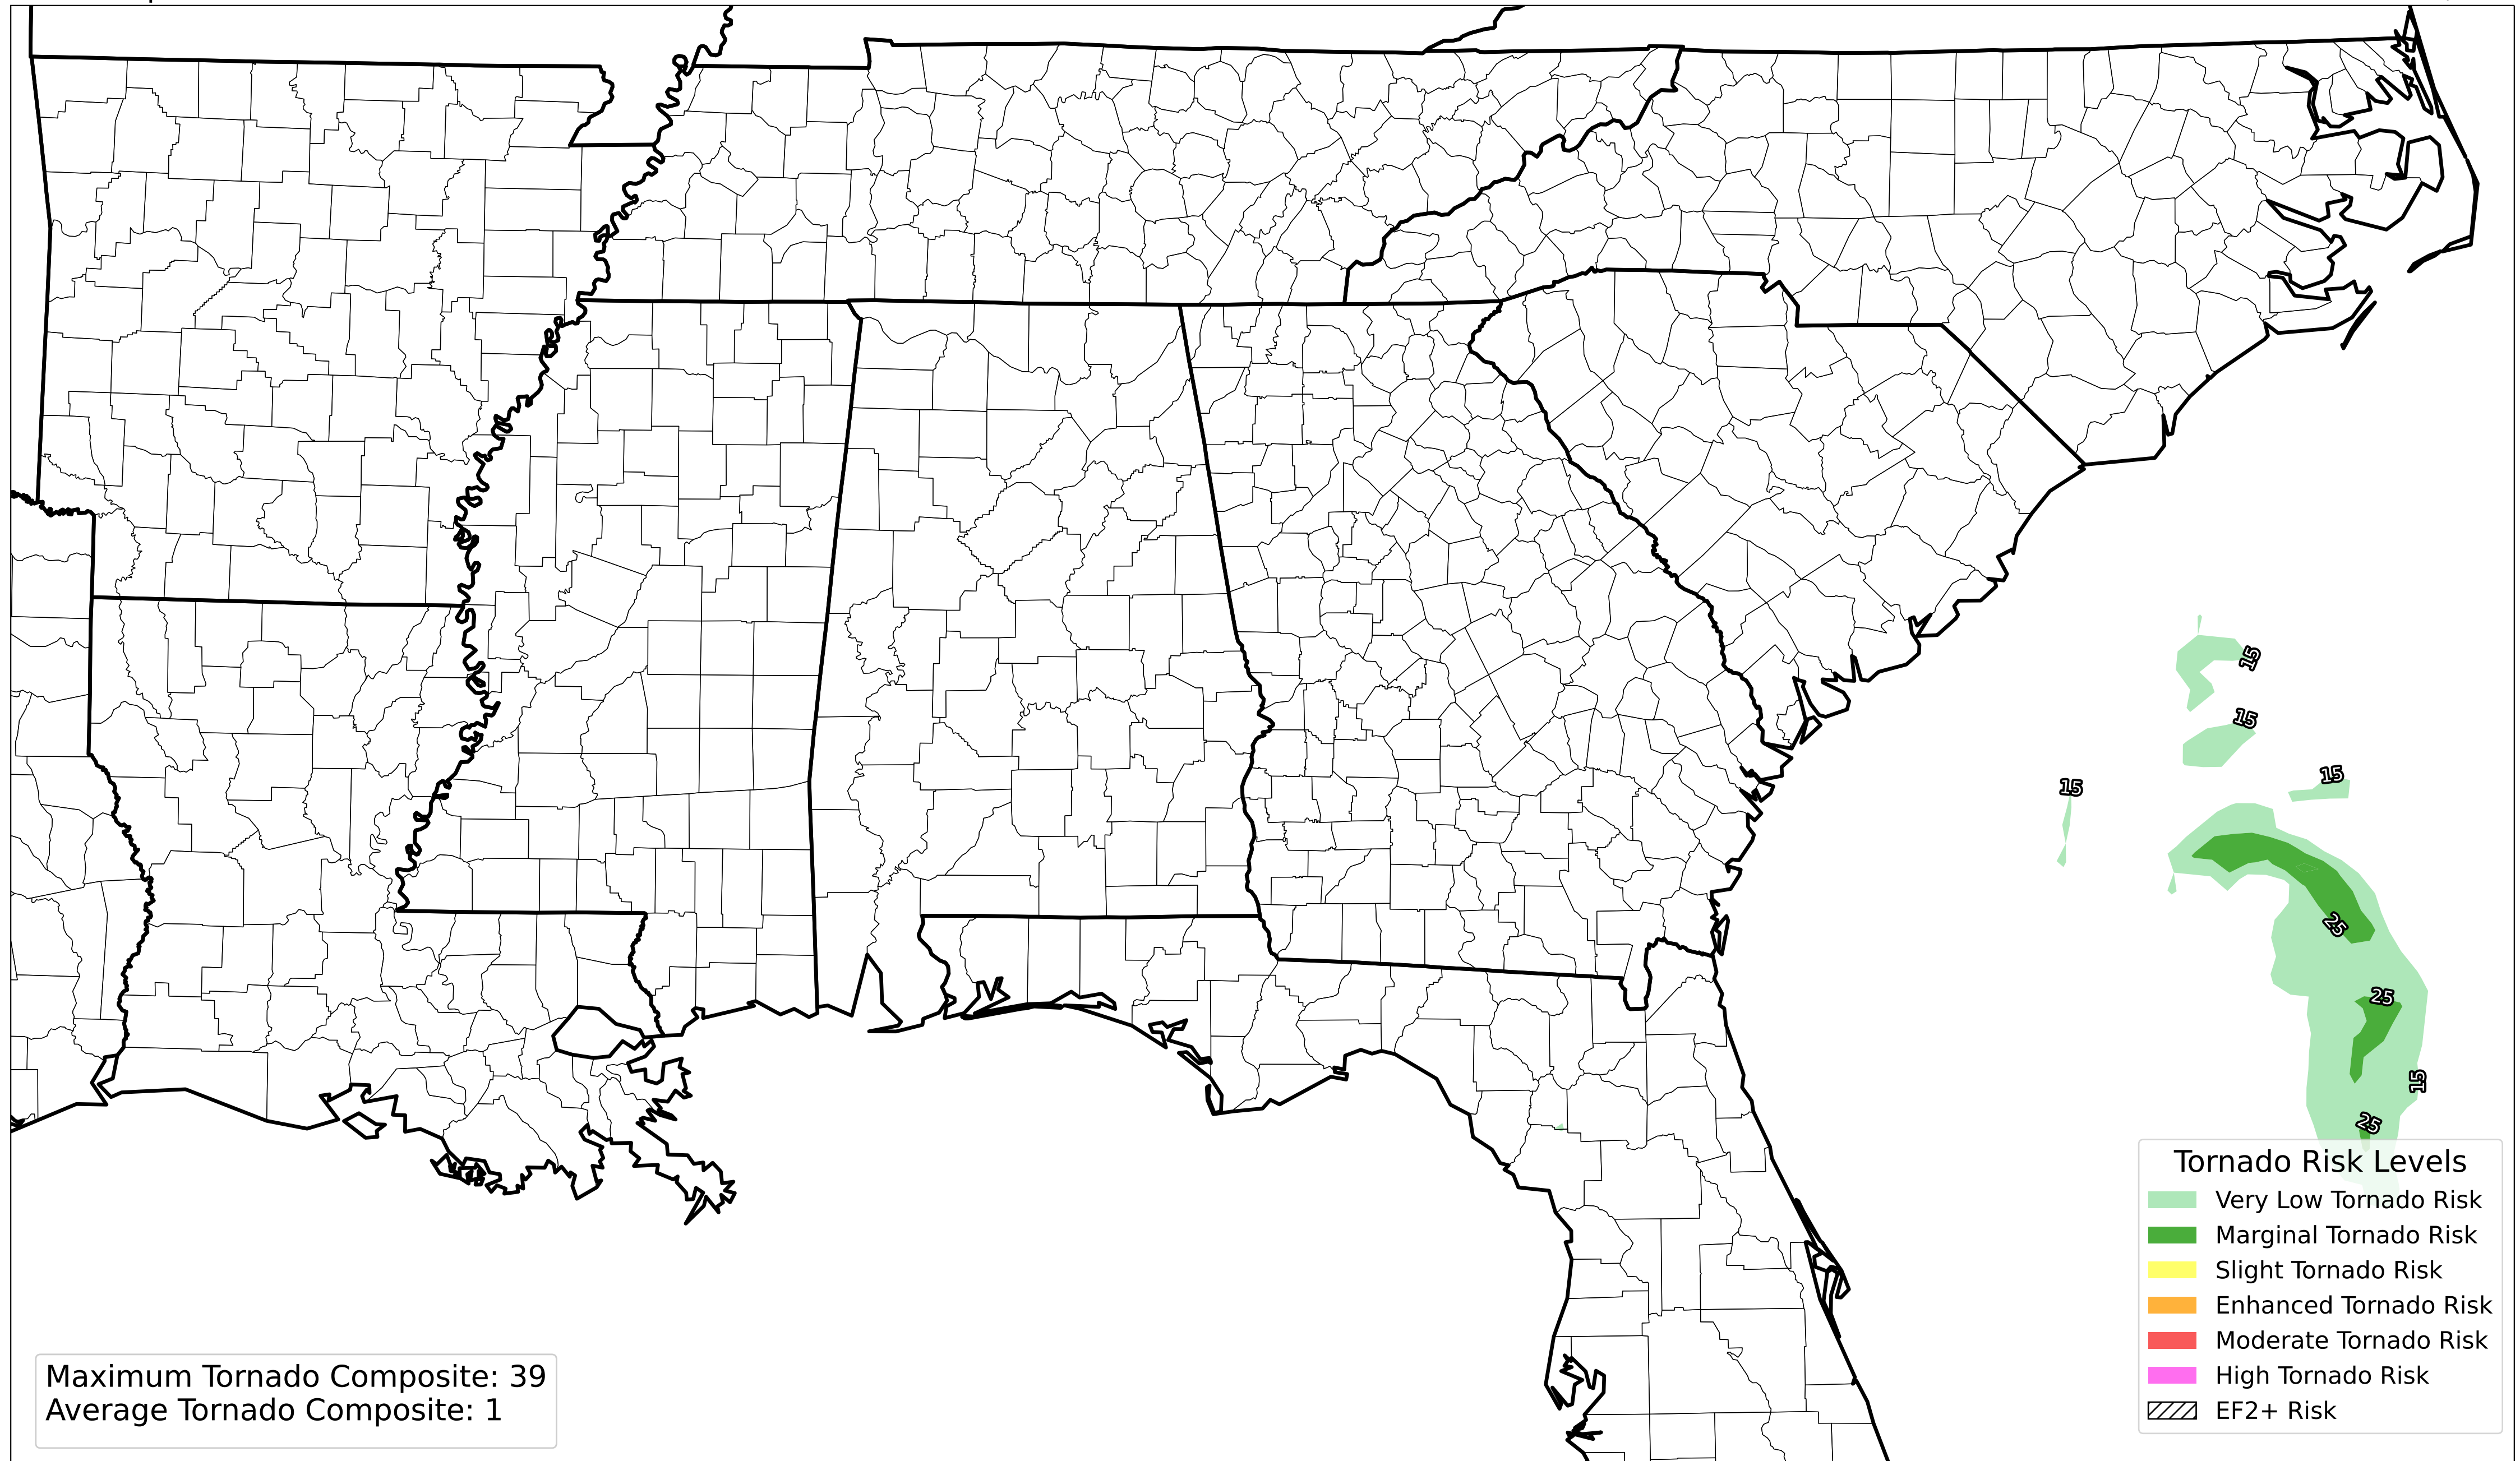 15
15
15
15
25
25
15
25
Tornado Risk Levels
Very Low Tornado Risk
Marginal Tornado Risk
Slight Tornado Risk
Enhanced Tornado Risk
Moderate Tornado Risk
High Tornado Risk
EF2+ Risk
Maximum Tornado Composite: 39
Average Tornado Composite: 1